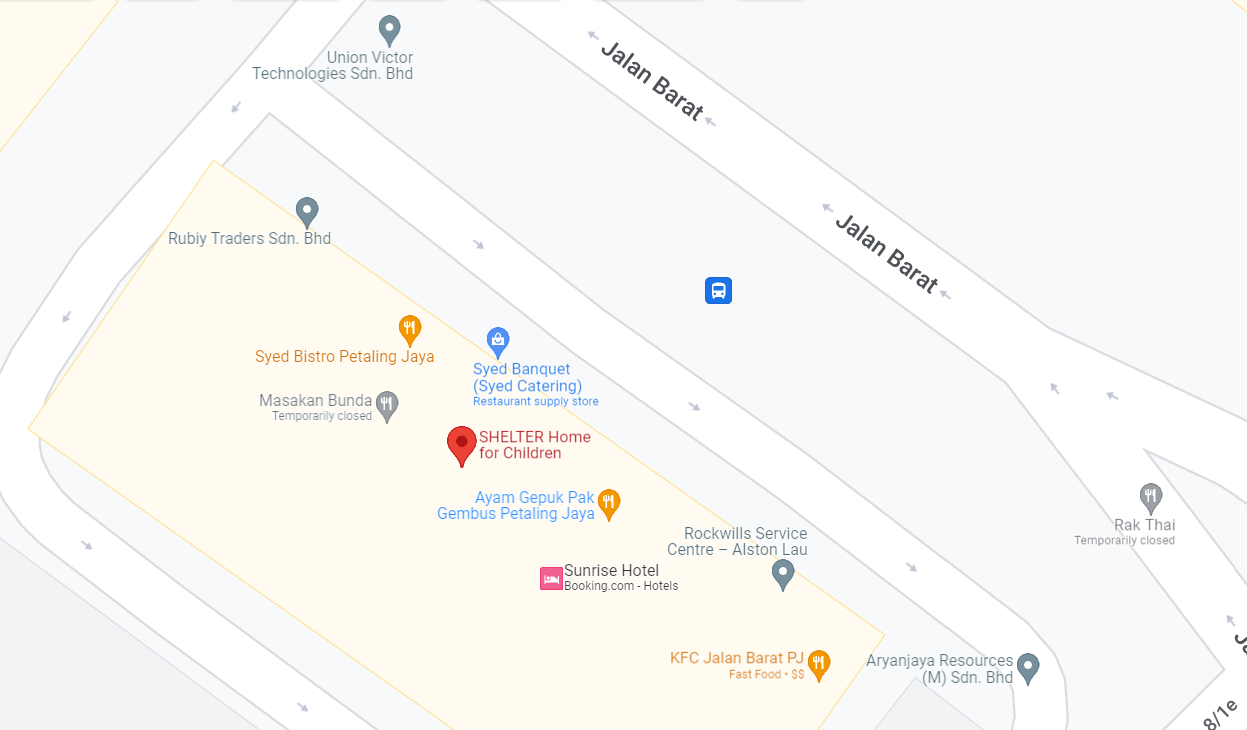 Union Victor
Technologies Sdn. Bhd
Jalan Barat
Rubiy Traders Sdn. Bhd
Jalan Barat
Syed Bistro Petaling Jaya
Syed Banquet
(Syed Catering)
Restaurant supply store
Masakan Bunda
Temporarily closed
SHELTER Home
for Children
Ayam Gepuk Pak
Gembus Petaling Jaya
Rak Thai
Temporarily closed
Rockwills Service
Centre – Alston Lau
Sunrise Hotel
Booking.com - Hotels
KFC Jalan Barat PJ
Fast Food • $$
Aryanjaya Resources
(M) Sdn. Bhd
8/1e